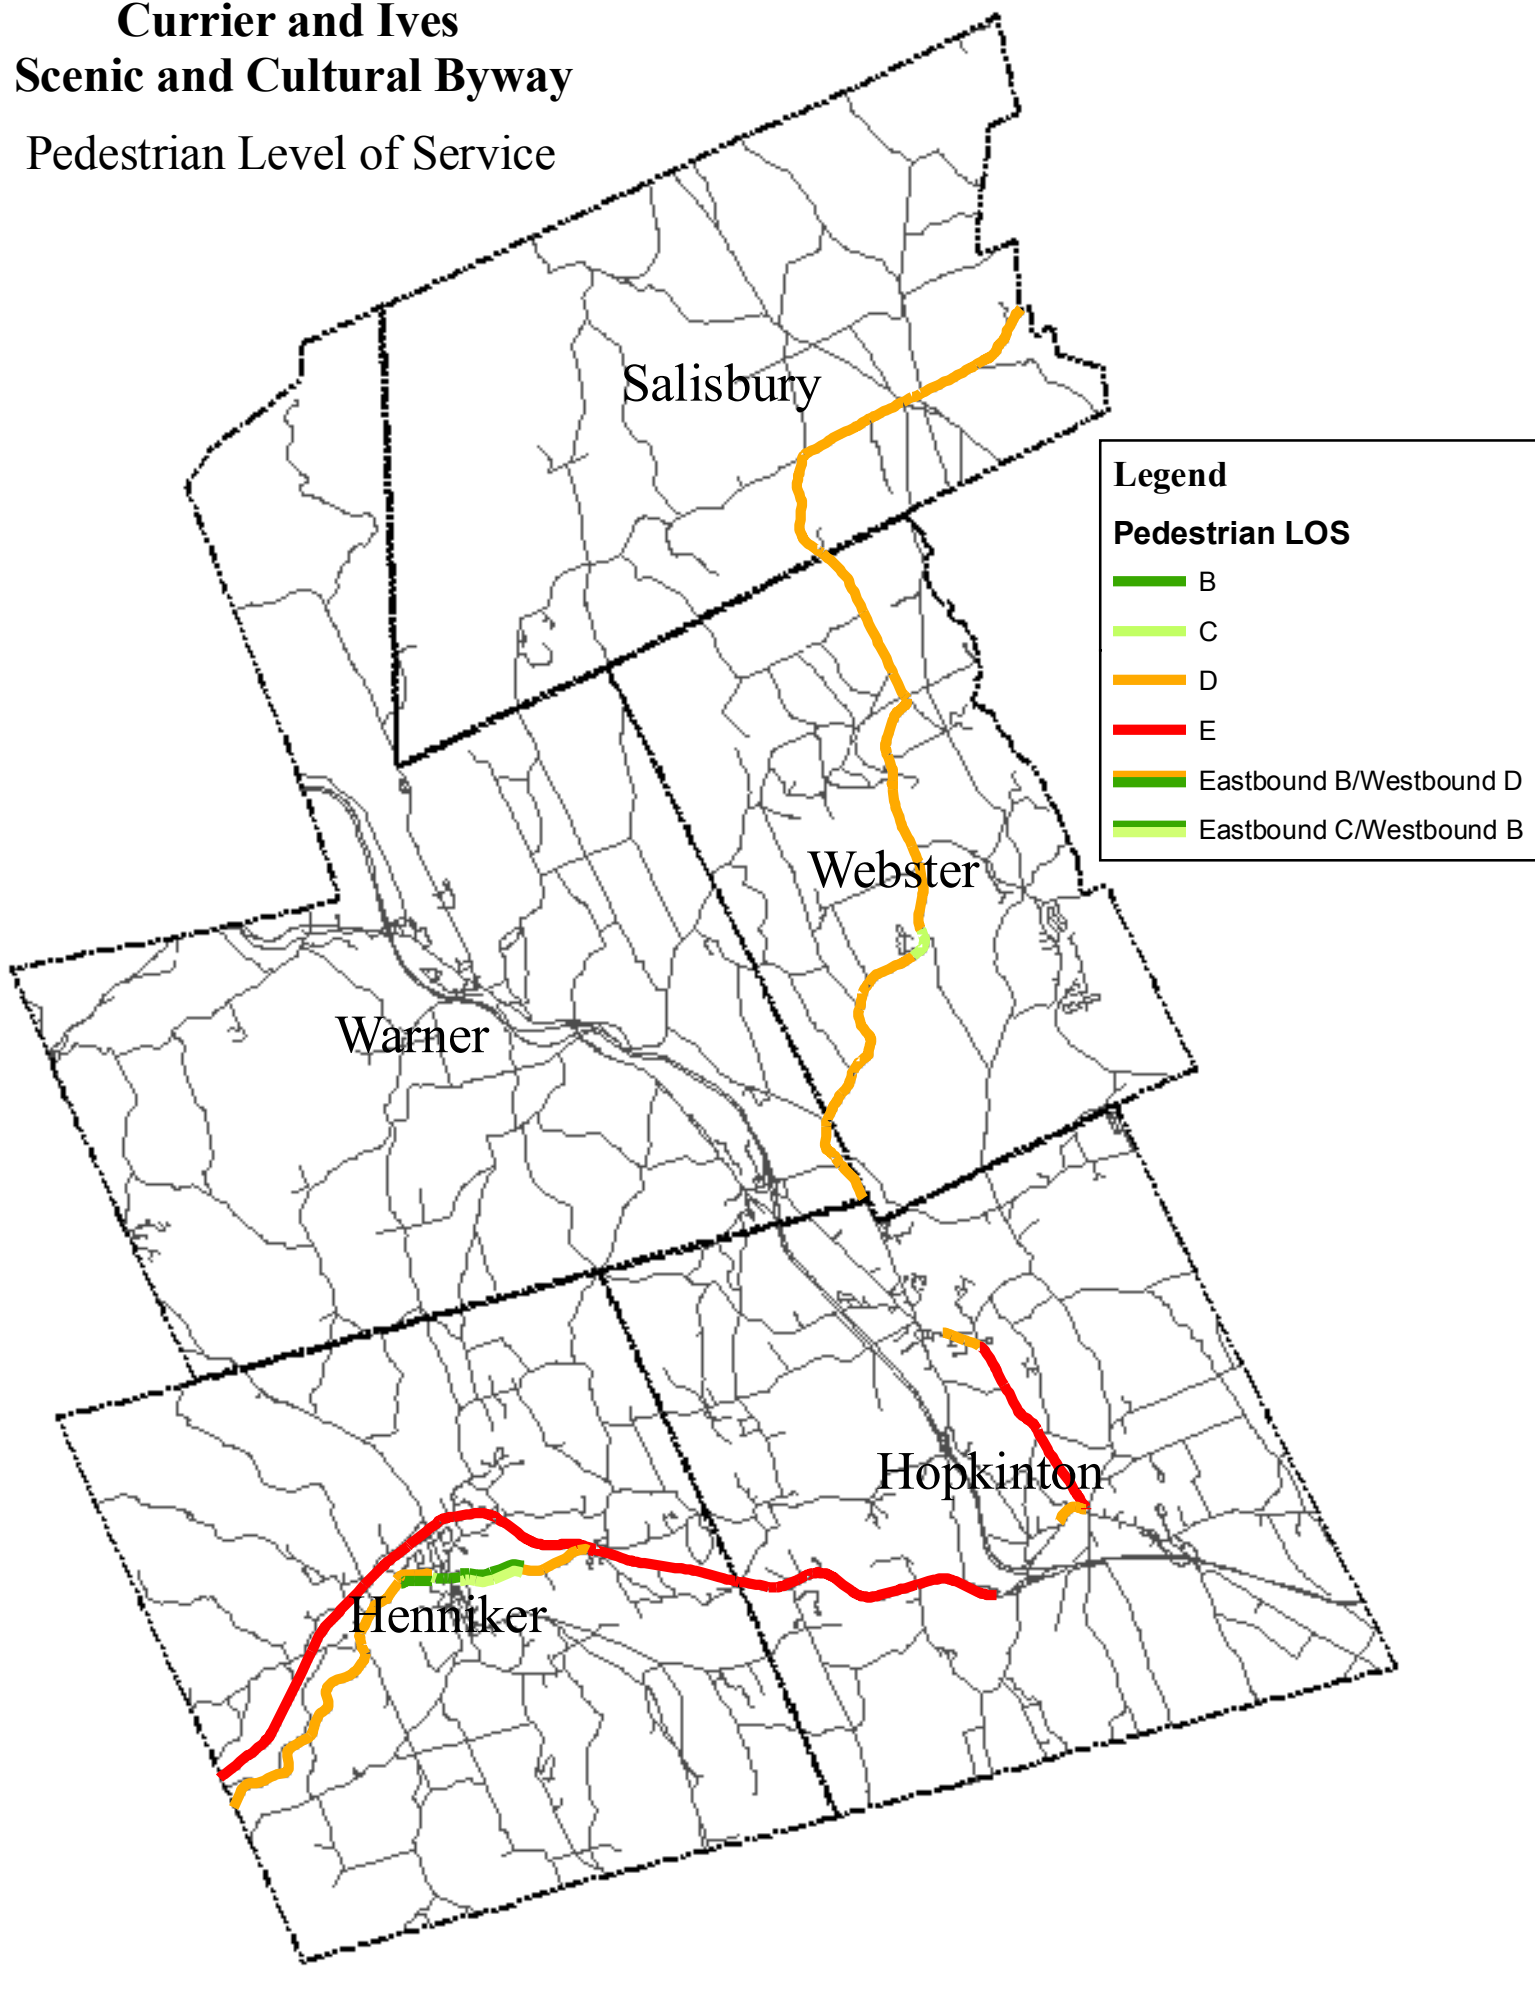 Currier and Ives
Scenic and Cultural Byway
Pedestrian Level of Service
Salisbury
Legend
Pedestrian LOS
B
C
D
E
Eastbound B/Westbound D
Eastbound C/Westbound B
Webster
Warner
Hopkinton
Henniker